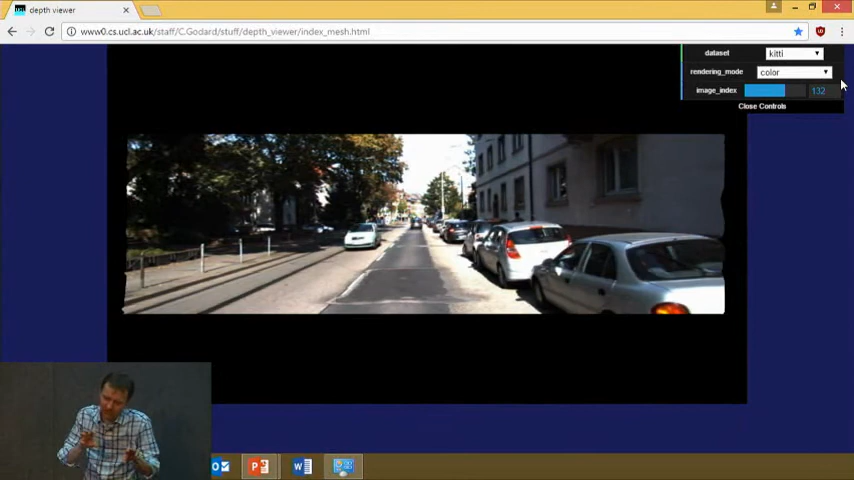 UCL depth viewer
www0.cs.ucl.ac.uk/staff/C.Godard/stuff/depth_viewer/index_mesh.html
dataset kitti
rendering_mode color
image_index 132
Close Controls